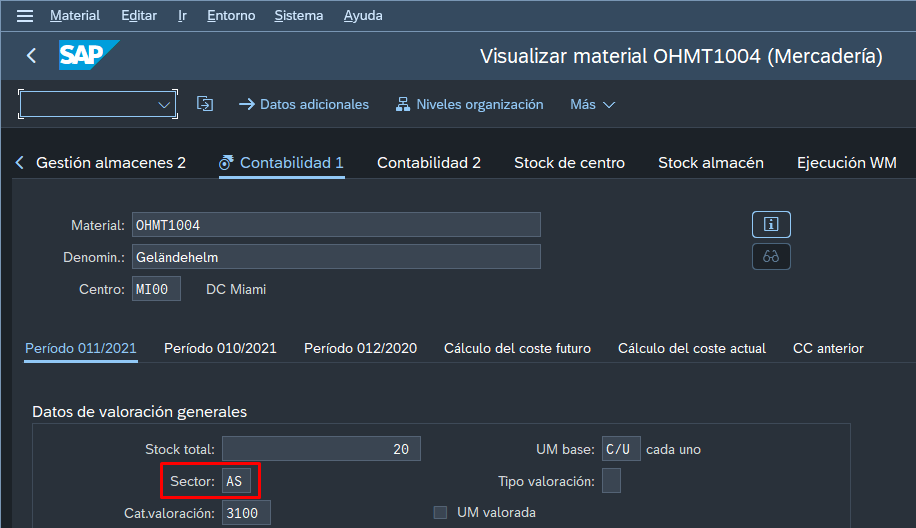 Material Editar Ir Entorno Sistema Ayuda
SAP Visualizar material OHMT1004 (Mercadería)
Datos adicionales Niveles organización Más
Gestión almacenes 2 Contabilidad 1 Contabilidad 2 Stock de centro Stock almacén Ejecución WM
Material: OHMT1004
Denomin.: Geländehelm
Centro: MI00 DC Miami
Período 011/2021 Período 010/2021 Período 012/2020 Cálculo del coste futuro Cálculo del coste actual CC anterior
Datos de valoración generales
Stock total: 20 UM base: C/U cada uno
Sector: AS Tipo valoración:
Cat.valoración: 3100 UM valorada